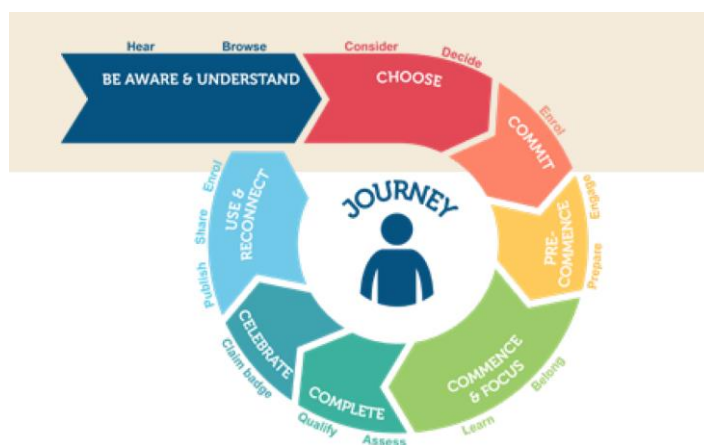 Hear
Browse
BE AWARE & UNDERSTAND
Consider
Decide
CHOOSE
Enrol
COMMIT
Engage
Prepare
PRE-
COMMENCE
Belong
Learn
COMMENCE
& FOCUS
Assess
Qualify
COMPLETE
Claim badge
CELEBRATE
Publish
Share
Enrol
USE &
RECONNECT
JOURNEY